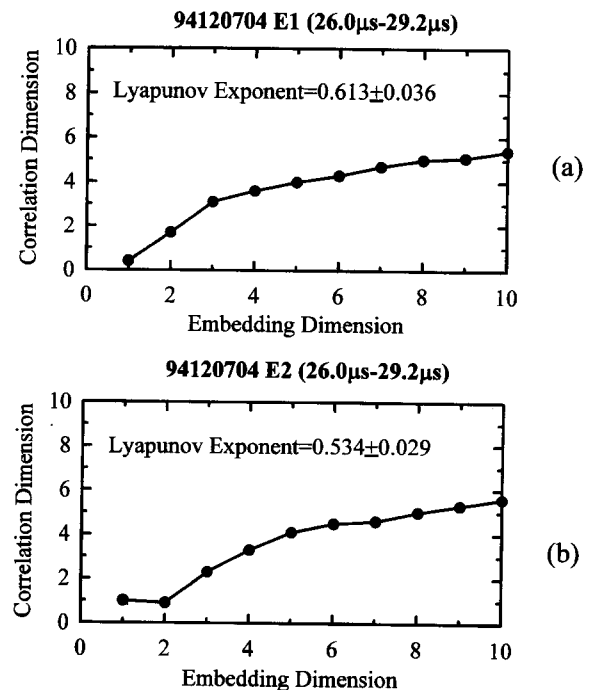 94120704 E1 (26.0μs-29.2μs)
10
8
6
4
2
0
Correlation Dimension
Lyapunov Exponent=0.613±0.036
(a)
0 2 4 6 8 10
Embedding Dimension
94120704 E2 (26.0μs-29.2μs)
10
8
6
4
2
0
Correlation Dimension
Lyapunov Exponent=0.534±0.029
(b)
0 2 4 6 8 10
Embedding Dimension